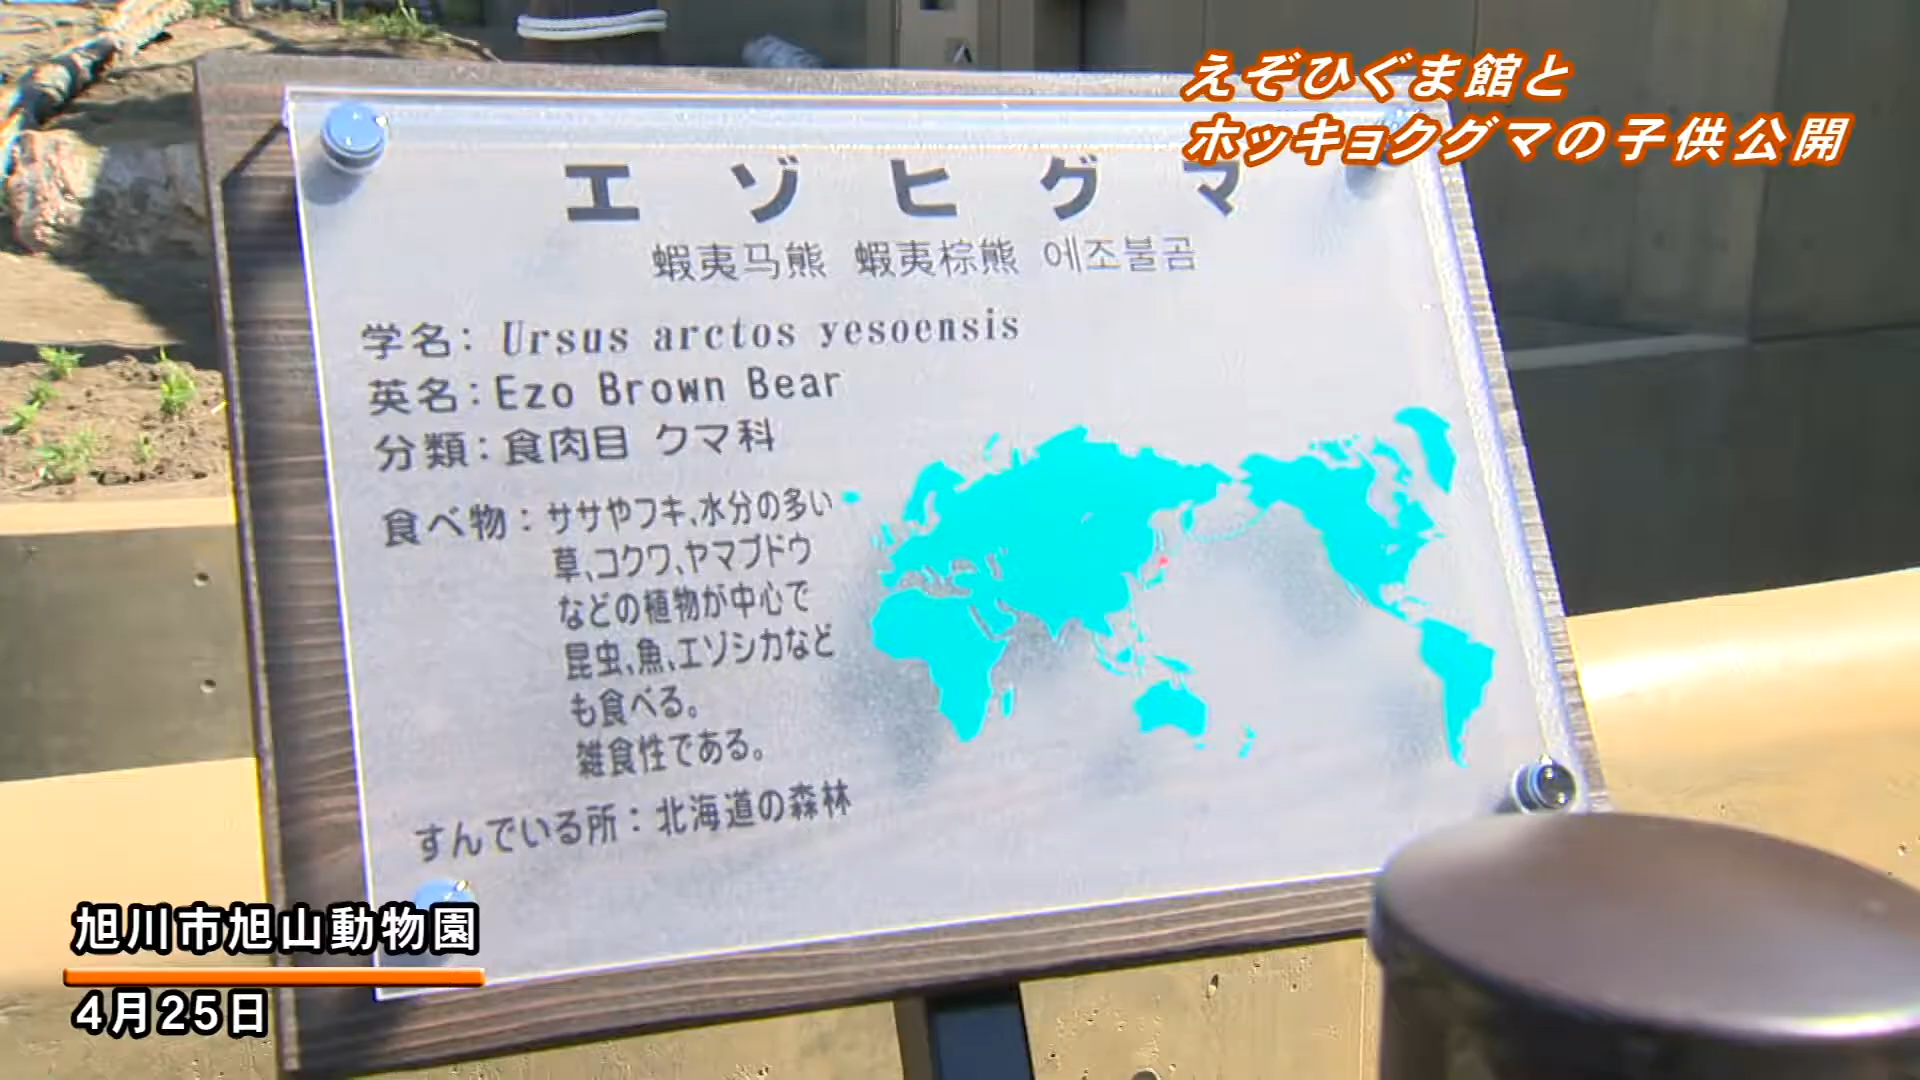 えぞひぐま館と
ホッキョクグマの子供公開
エゾヒグマ
蝦夷马熊 蝦夷棕熊 에조불곰
学名：Ursus arctos yesoensis
英名：Ezo Brown Bear
分類：食肉目 クマ科
食べ物：ササやフキ、水分の多い
草、コクワ、ヤマブドウ
などの植物が中心で
昆虫、魚、エゾシカなど
も食べる。
雑食性である。
すんでいる所：北海道の森林
旭川市旭山動物園
4月25日